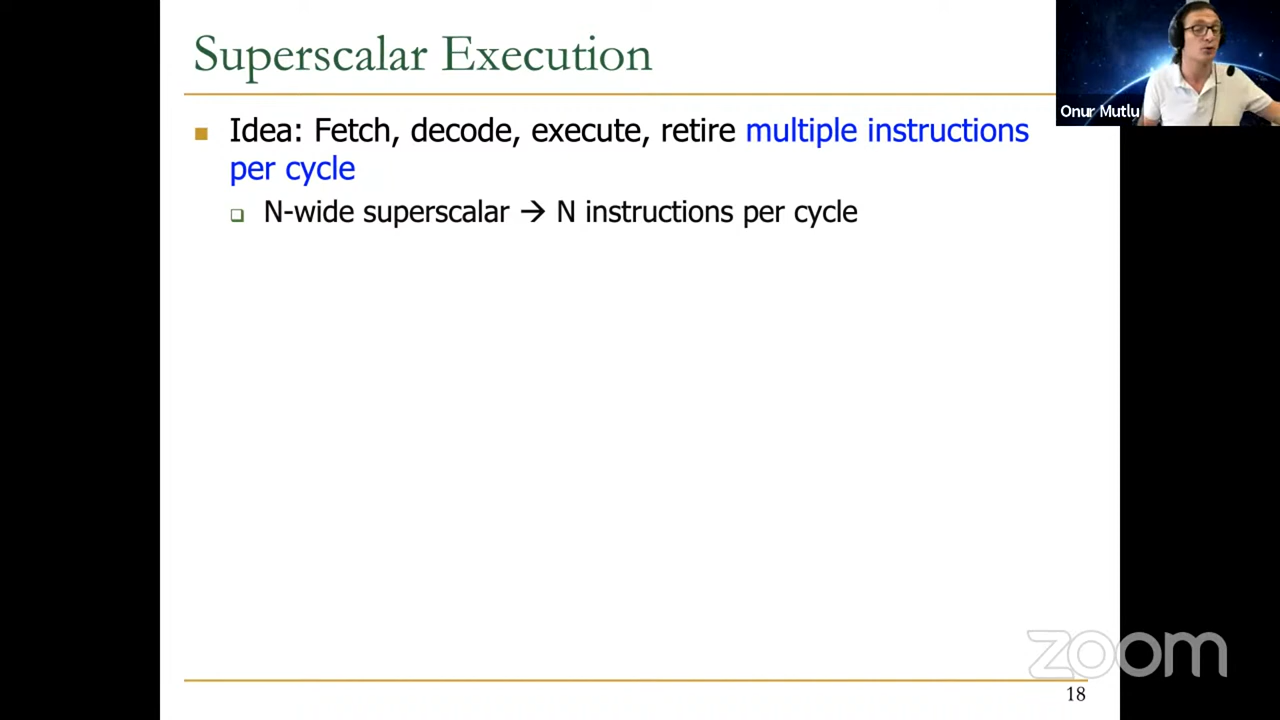 Superscalar Execution
Onur Mutlu
■ Idea: Fetch, decode, execute, retire multiple instructions
per cycle
❑ N-wide superscalar → N instructions per cycle
zoom
18